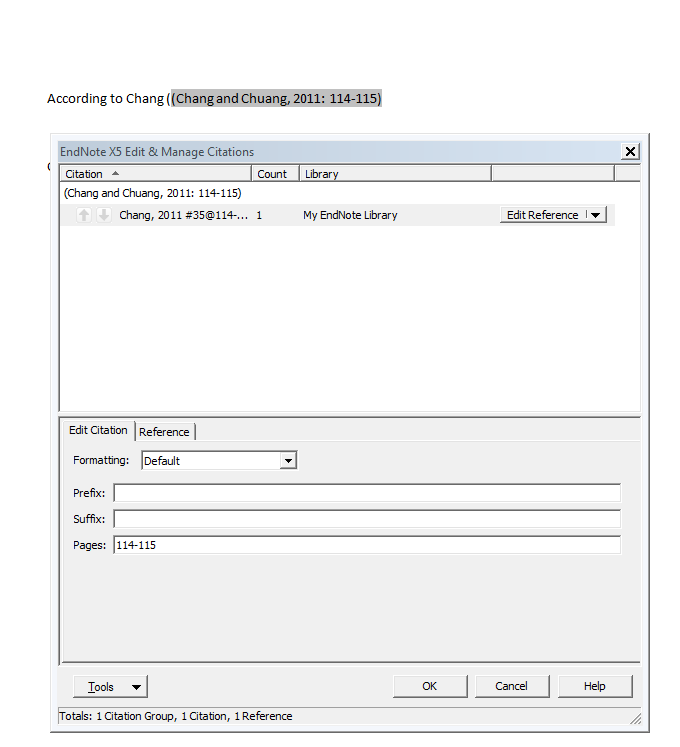 According to Chang ((Chang and Chuang, 2011: 114-115)
EndNote X5 Edit & Manage Citations
Citation Count Library
(Chang and Chuang, 2011: 114-115)
Chang, 2011 #35@114-... 1 My EndNote Library Edit Reference
Edit Citation Reference
Formatting: Default
Prefix:
Suffix:
Pages: 114-115
Tools OK Cancel Help
Totals: 1 Citation Group, 1 Citation, 1 Reference